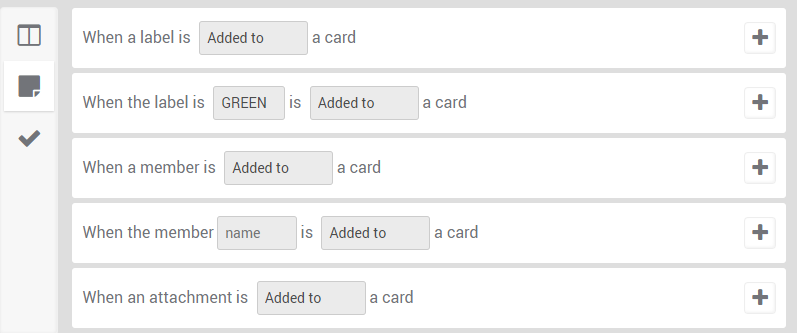 When a label is Added to a card
When the label is GREEN is Added to a card
When a member is Added to a card
When the member name is Added to a card
When an attachment is Added to a card